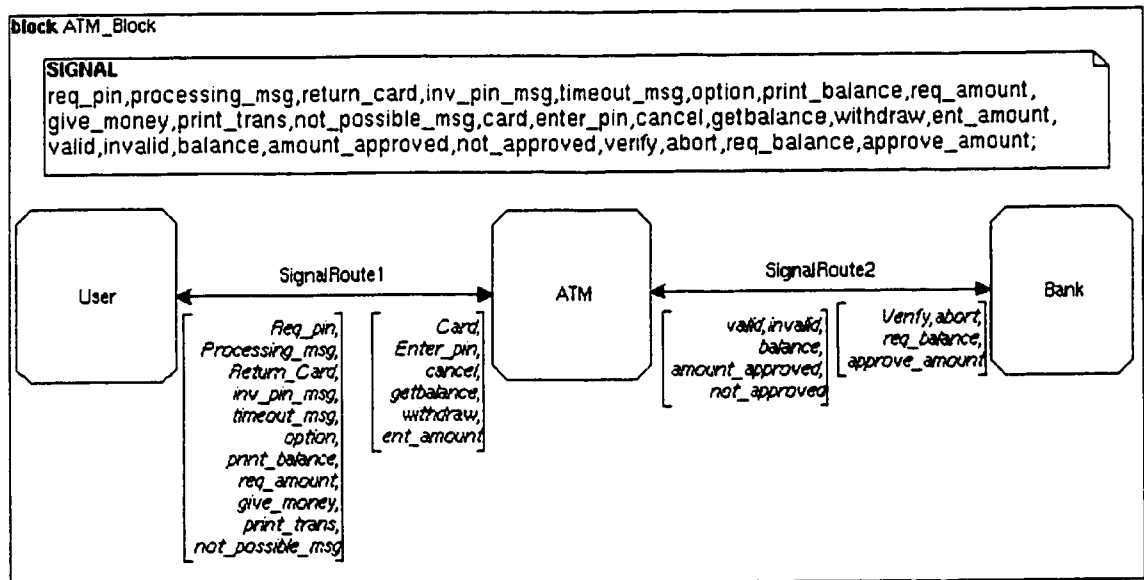 block ATM_Block
SIGNAL
req_pin,processing_msg,return_card,inv_pin_msg,timeout_msg,option,print_balance,req_amount,
give_money,print_trans,not_possible_msg,card,enter_pin,cancel,getbalance,withdraw,ent_amount,
valid,invalid,balance,amount_approved,not_approved,verify,abort,req_balance,approve_amount;
User
SignalRoute1
ATM
SignalRoute2
Bank
Req_pin,
Processing_msg,
Return_Card,
inv_pin_msg,
timeout_msg,
option,
print_balance,
req_amount,
give_money,
print_trans,
not_possible_msg
Card,
Enter_pin,
cancel,
getbalance,
withdraw,
ent_amount
valid,invalid,
balance,
amount_approved,
not_approved
Verify,abort,
req_balance,
approve_amount